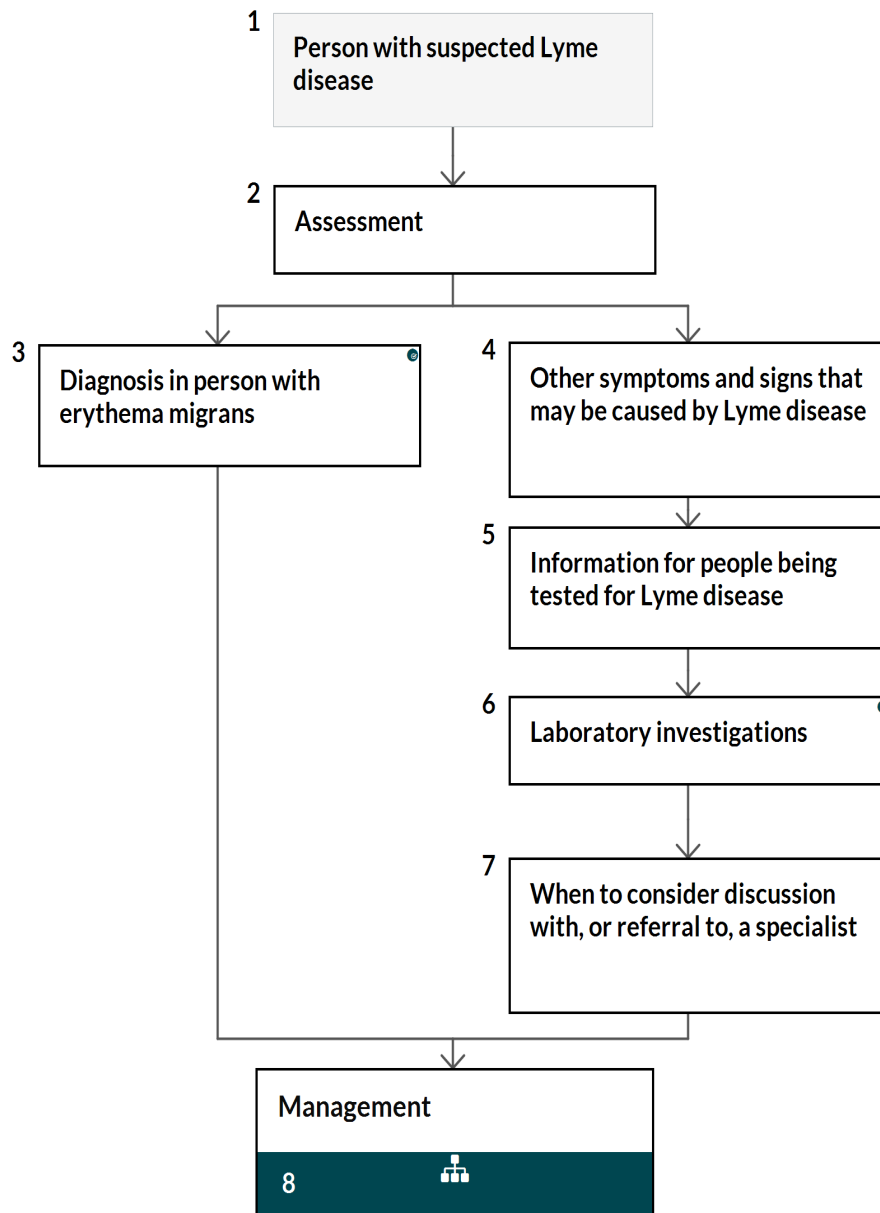 1
Person with suspected Lyme
disease
2
Assessment
3
Diagnosis in person with
erythema migrans
4
Other symptoms and signs that
may be caused by Lyme disease
5
Information for people being
tested for Lyme disease
6
Laboratory investigations
7
When to consider discussion
with, or referral to, a specialist
Management
8